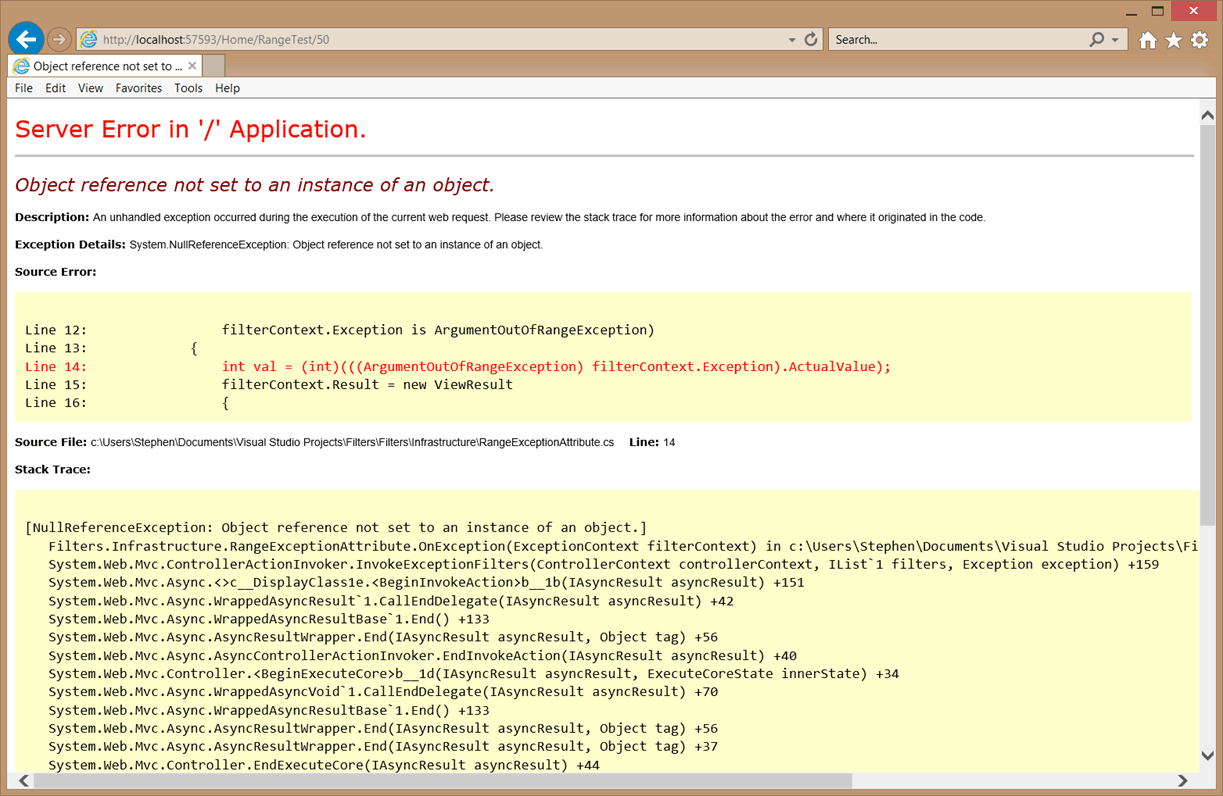 http://localhost:57593/Home/RangeTest/50
Search...
Object reference not set to ...
File Edit View Favorites Tools Help
Server Error in '/' Application.
Object reference not set to an instance of an object.
Description: An unhandled exception occurred during the execution of the current web request. Please review the stack trace for more information about the error and where it originated in the code.
Exception Details: System.NullReferenceException: Object reference not set to an instance of an object.
Source Error:
Line 12:                 filterContext.Exception is ArgumentOutOfRangeException)
Line 13:             {
Line 14:                 int val = (int)(((ArgumentOutOfRangeException) filterContext.Exception).ActualValue);
Line 15:                 filterContext.Result = new ViewResult
Line 16:                 {
Source File: c:\Users\Stephen\Documents\Visual Studio Projects\Filters\Filters\Infrastructure\RangeExceptionAttribute.cs    Line: 14
Stack Trace:
[NullReferenceException: Object reference not set to an instance of an object.]
   Filters.Infrastructure.RangeExceptionAttribute.OnException(ExceptionContext filterContext) in c:\Users\Stephen\Documents\Visual Studio Projects\Fi
   System.Web.Mvc.ControllerActionInvoker.InvokeExceptionFilters(ControllerContext controllerContext, IList`1 filters, Exception exception) +159
   System.Web.Mvc.Async.<>c__DisplayClass1e.<BeginInvokeAction>b__1b(IAsyncResult asyncResult) +151
   System.Web.Mvc.Async.WrappedAsyncResult`1.CallEndDelegate(IAsyncResult asyncResult) +42
   System.Web.Mvc.Async.WrappedAsyncResultBase`1.End() +133
   System.Web.Mvc.Async.AsyncResultWrapper.End(IAsyncResult asyncResult, Object tag) +56
   System.Web.Mvc.Async.AsyncControllerActionInvoker.EndInvokeAction(IAsyncResult asyncResult) +40
   System.Web.Mvc.Controller.<BeginExecuteCore>b__1d(IAsyncResult asyncResult, ExecuteCoreState innerState) +34
   System.Web.Mvc.Async.WrappedAsyncVoid`1.CallEndDelegate(IAsyncResult asyncResult) +70
   System.Web.Mvc.Async.WrappedAsyncResultBase`1.End() +133
   System.Web.Mvc.Async.AsyncResultWrapper.End(IAsyncResult asyncResult, Object tag) +56
   System.Web.Mvc.Async.AsyncResultWrapper.End(IAsyncResult asyncResult, Object tag) +37
   System.Web.Mvc.Controller.EndExecuteCore(IAsyncResult asyncResult) +44